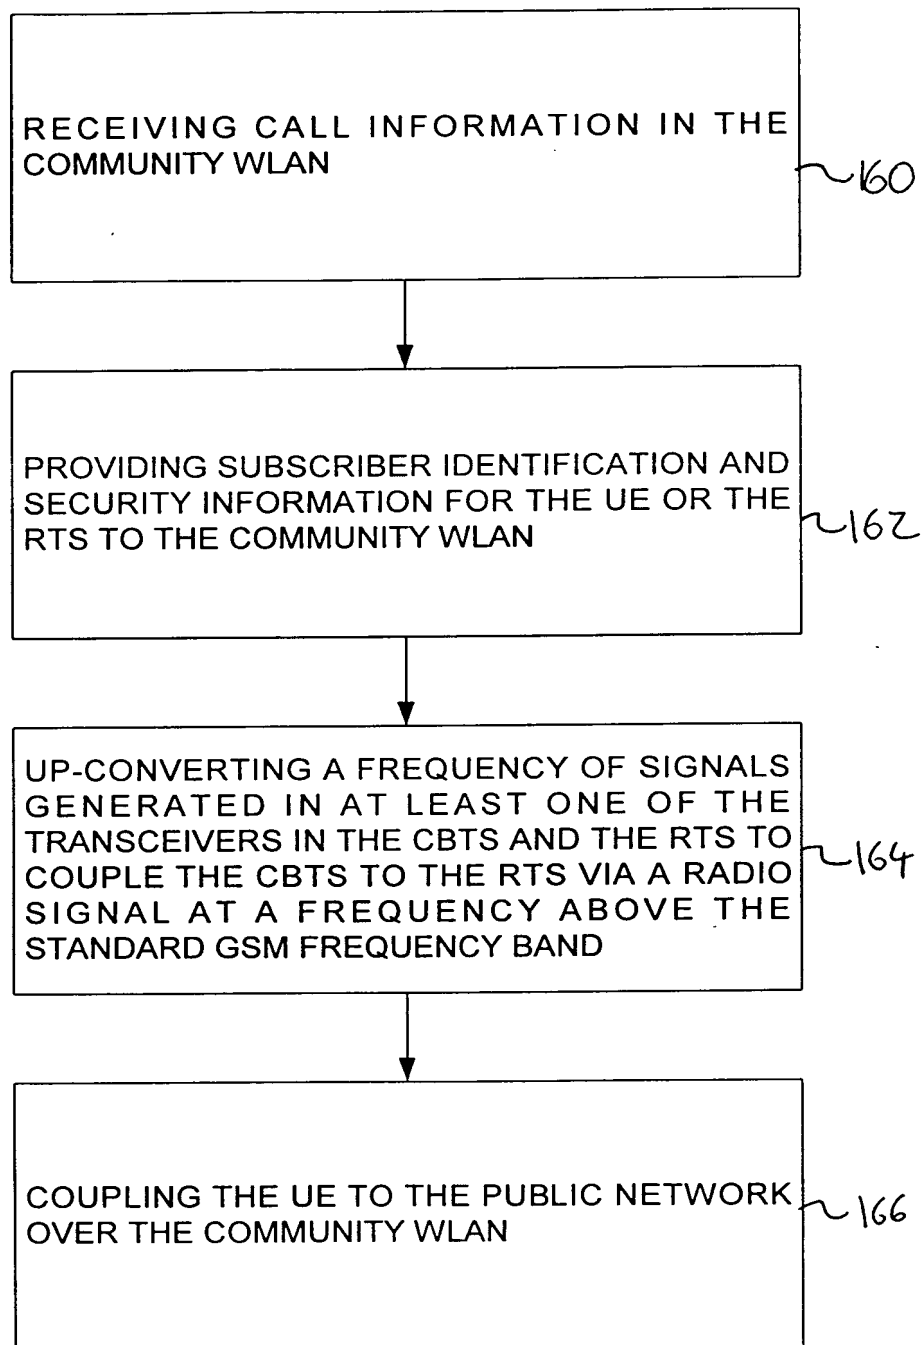 RECEIVING CALL INFORMATION IN THE
COMMUNITY WLAN
160
PROVIDING SUBSCRIBER IDENTIFICATION AND
SECURITY INFORMATION FOR THE UE OR THE
RTS TO THE COMMUNITY WLAN
162
UP-CONVERTING A FREQUENCY OF SIGNALS
GENERATED IN AT LEAST ONE OF THE
TRANSCEIVERS IN THE CBTS AND THE RTS TO
COUPLE THE CBTS TO THE RTS VIA A RADIO
SIGNAL AT A FREQUENCY ABOVE THE
STANDARD GSM FREQUENCY BAND
164
COUPLING THE UE TO THE PUBLIC NETWORK
OVER THE COMMUNITY WLAN
166